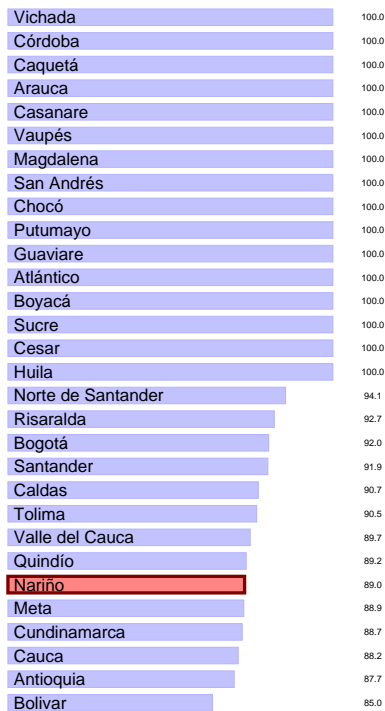 Vichada 100.0
Córdoba 100.0
Caquetá 100.0
Arauca 100.0
Casanare 100.0
Vaupés 100.0
Magdalena 100.0
San Andrés 100.0
Chocó 100.0
Putumayo 100.0
Guaviare 100.0
Atlántico 100.0
Boyacá 100.0
Sucre 100.0
Cesar 100.0
Huila 100.0
Norte de Santander 94.1
Risaralda 92.7
Bogotá 92.0
Santander 91.9
Caldas 90.7
Tolima 90.5
Valle del Cauca 89.7
Quindío 89.2
Nariño 89.0
Meta 88.9
Cundinamarca 88.7
Cauca 88.2
Antioquia 87.7
Bolivar 85.0